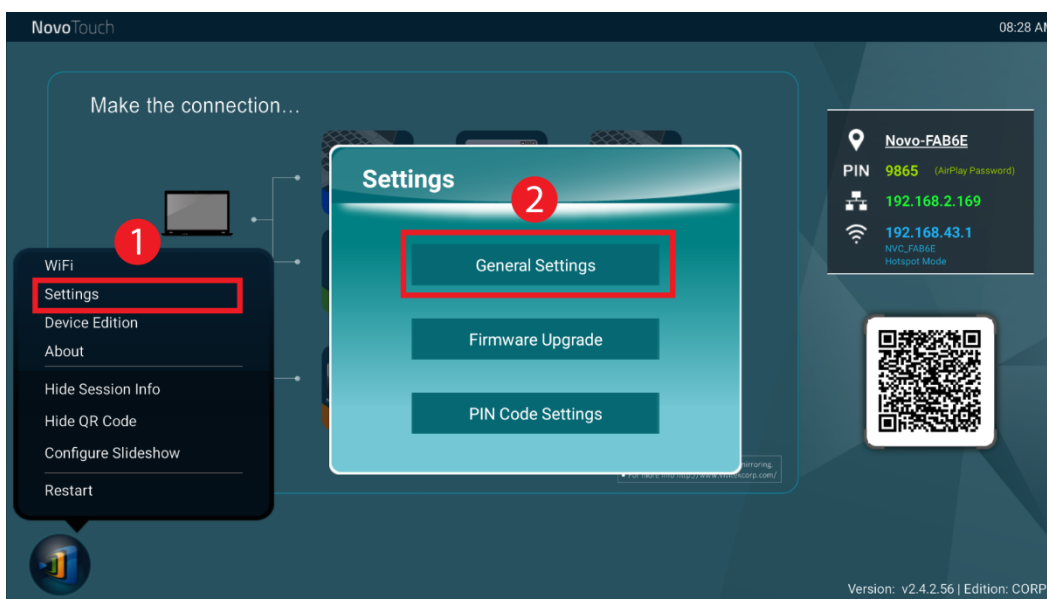 NovoTouch
08:28 AM
Make the connection...
Novo-FAB6E
PIN 9865 (AirPlay Password)
192.168.2.169
192.168.43.1
NVC_FAB6E
Hotspot Mode
1
WiFi
Settings
Device Edition
About
Hide Session Info
Hide QR Code
Configure Slideshow
Restart
Settings
2
General Settings
Firmware Upgrade
PIN Code Settings
mirroring.
Version: v2.4.2.56 | Edition: CORP